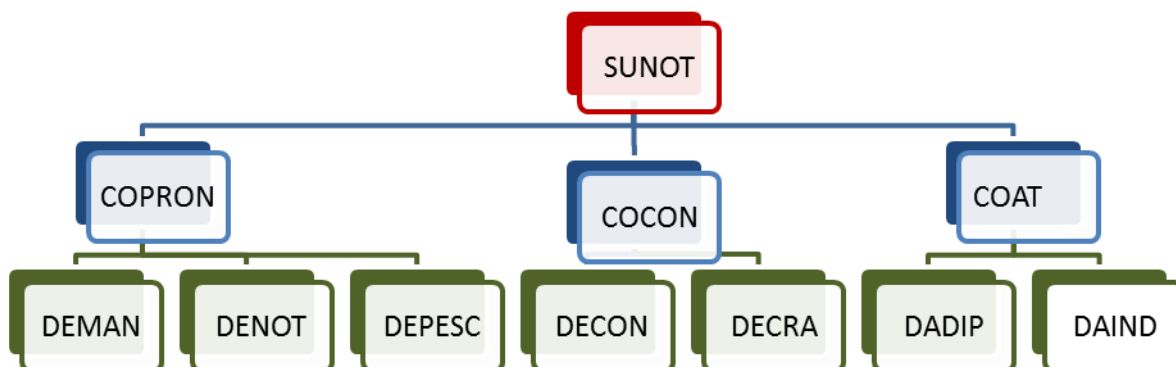 SUNOT
COPRON
COCON
COAT
DEMAN
DENOT
DEPESC
DECON
DECRA
DADIP
DAIND